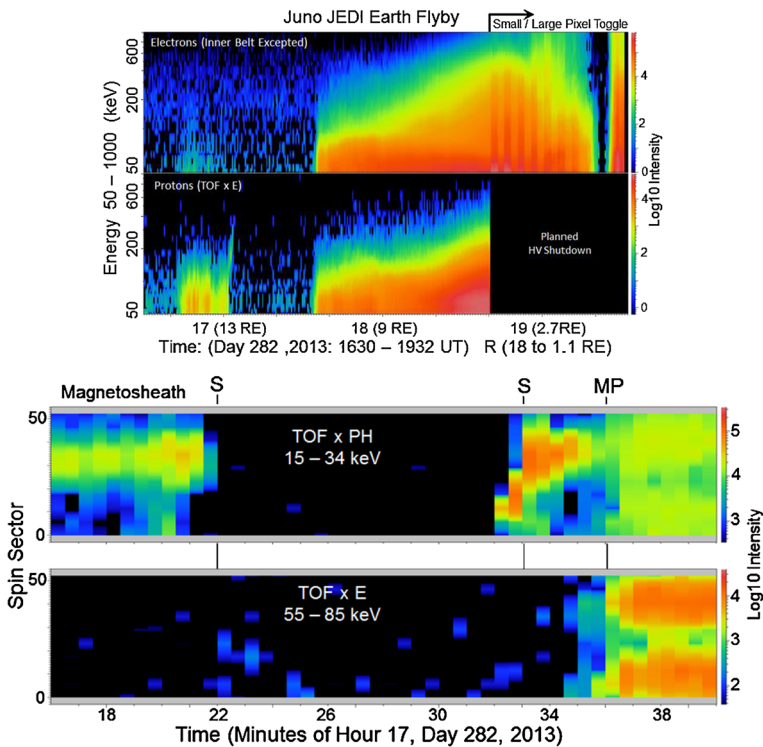 Juno JEDI Earth Flyby
Small / Large Pixel Toggle
Electrons (Inner Belt Excepted)
600
200
50
4
2
0
Protons (TOF x E)
600
200
50
4
2
0
Planned
HV Shutdown
Energy 50 – 1000 (keV)
Log10 Intensity
17 (13 RE) 18 (9 RE) 19 (2.7RE)
Time: (Day 282 ,2013: 1630 – 1932 UT) R (18 to 1.1 RE)
Magnetosheath S S MP
50
0
TOF x PH
15 – 34 keV
5
4
3
50
0
TOF x E
55 – 85 keV
4
3
2
Spin Sector
Log10 Intensity
18 22 26 30 34 38
Time (Minutes of Hour 17, Day 282, 2013)